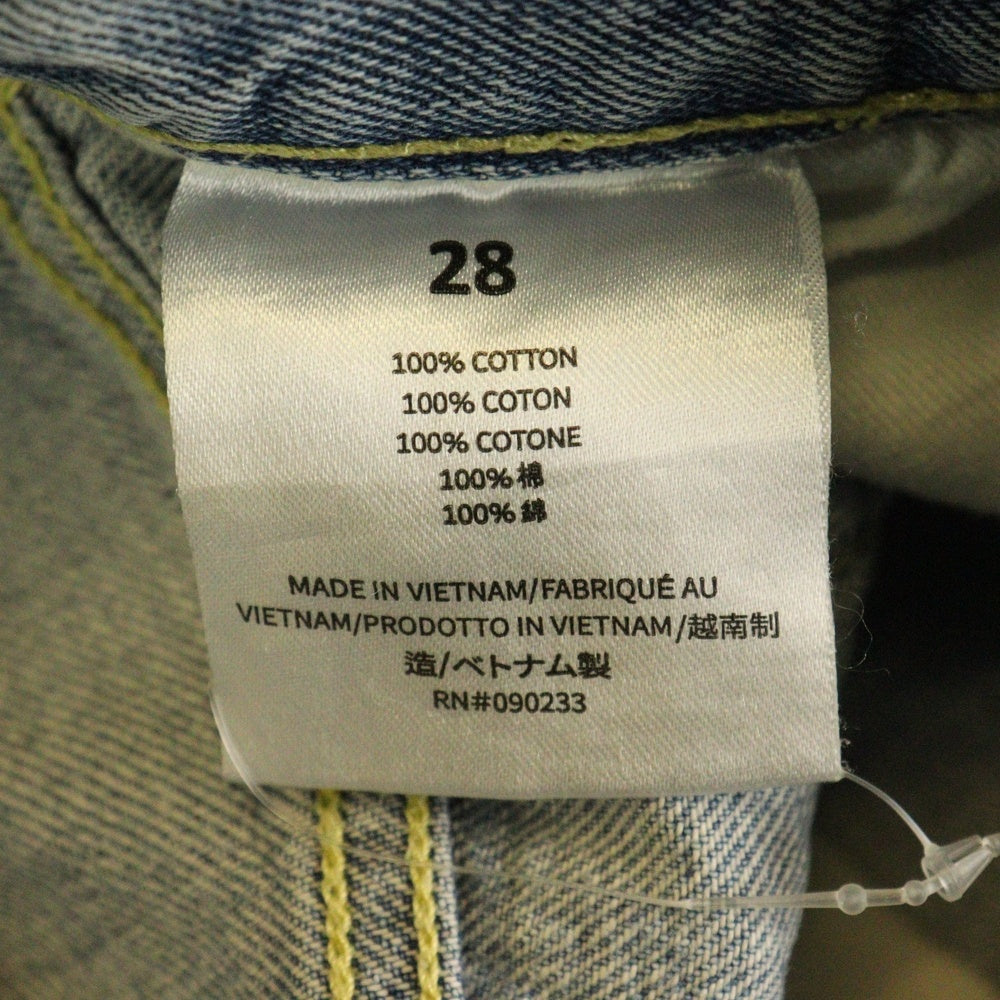 28
100% COTTON
100% COTON
100% COTONE
100% 棉
100% 綿
MADE IN VIETNAM/FABRIQUÉ AU
VIETNAM/PRODOTTO IN VIETNAM/越南制
造/ベトナム製
RN#090233